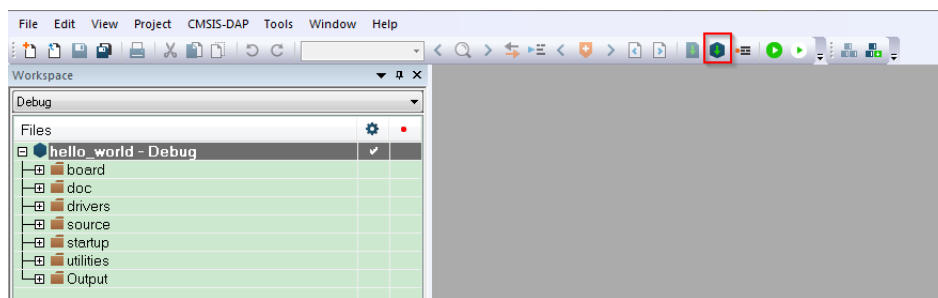 File Edit View Project CMSIS-DAP Tools Window Help
Workspace
Debug
Files
hello_world - Debug
board
doc
drivers
source
startup
utilities
Output